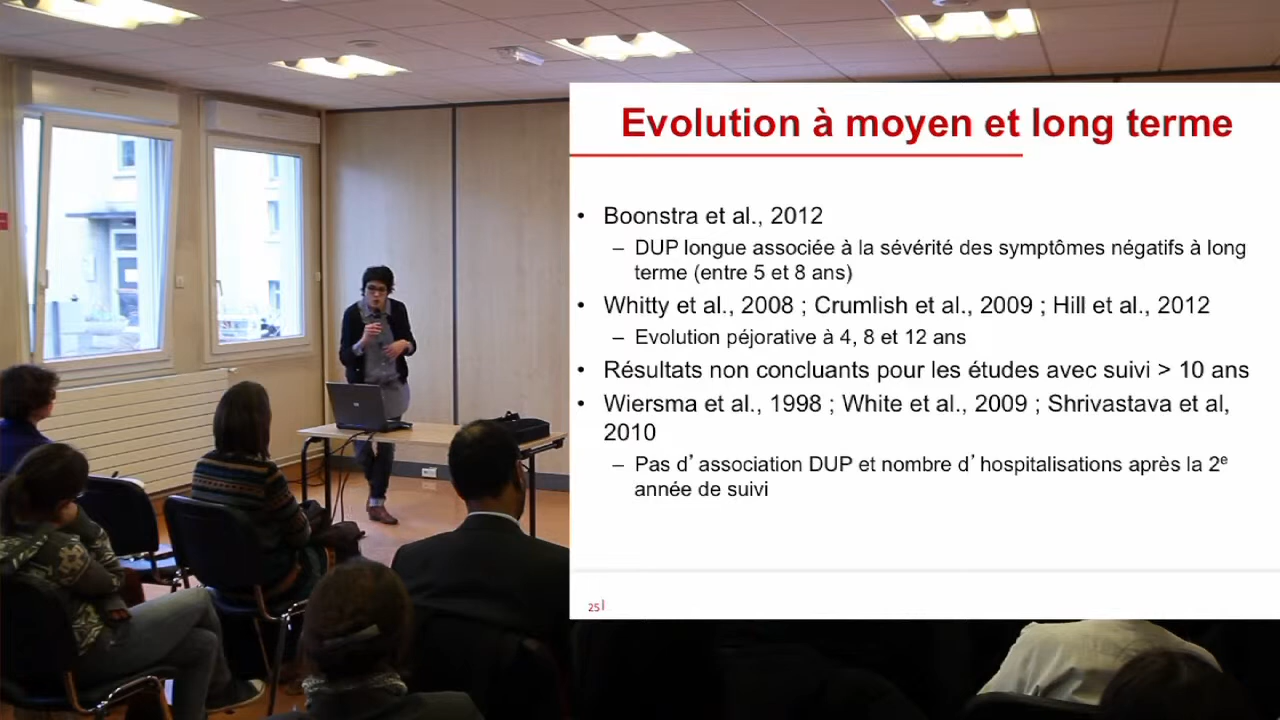 Evolution à moyen et long terme
• Boonstra et al., 2012
– DUP longue associée à la sévérité des symptômes négatifs à long
terme (entre 5 et 8 ans)
• Whitty et al., 2008 ; Crumlish et al., 2009 ; Hill et al., 2012
– Evolution péjorative à 4, 8 et 12 ans
• Résultats non concluants pour les études avec suivi > 10 ans
• Wiersma et al., 1998 ; White et al., 2009 ; Shrivastava et al,
2010
– Pas d’association DUP et nombre d’hospitalisations après la 2e
année de suivi
25|